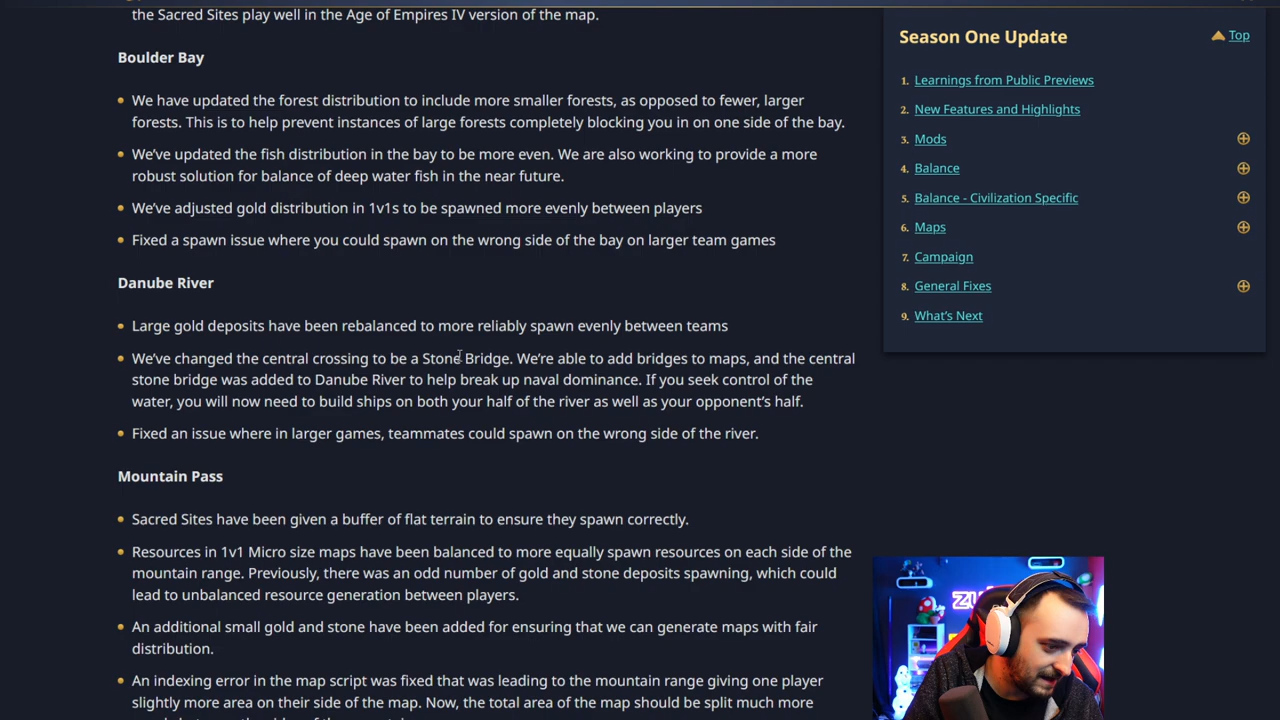 the Sacred Sites play well in the Age of Empires IV version of the map.
Boulder Bay
We have updated the forest distribution to include more smaller forests, as opposed to fewer, larger
forests. This is to help prevent instances of large forests completely blocking you in on one side of the bay.
We've updated the fish distribution in the bay to be more even. We are also working to provide a more
robust solution for balance of deep water fish in the near future.
We've adjusted gold distribution in 1v1s to be spawned more evenly between players
Fixed a spawn issue where you could spawn on the wrong side of the bay on larger team games
Danube River
Large gold deposits have been rebalanced to more reliably spawn evenly between teams
We've changed the central crossing to be a Stone Bridge. We're able to add bridges to maps, and the central
stone bridge was added to Danube River to help break up naval dominance. If you seek control of the
water, you will now need to build ships on both your half of the river as well as your opponent's half.
Fixed an issue where in larger games, teammates could spawn on the wrong side of the river.
Mountain Pass
Sacred Sites have been given a buffer of flat terrain to ensure they spawn correctly.
Resources in 1v1 Micro size maps have been balanced to more equally spawn resources on each side of the
mountain range. Previously, there was an odd number of gold and stone deposits spawning, which could
lead to unbalanced resource generation between players.
An additional small gold and stone have been added for ensuring that we can generate maps with fair
distribution.
An indexing error in the map script was fixed that was leading to the mountain range giving one player
slightly more area on their side of the map. Now, the total area of the map should be split much more
Season One Update
Top
1. Learnings from Public Previews
2. New Features and Highlights
3. Mods
4. Balance
5. Balance - Civilization Specific
6. Maps
7. Campaign
8. General Fixes
9. What's Next